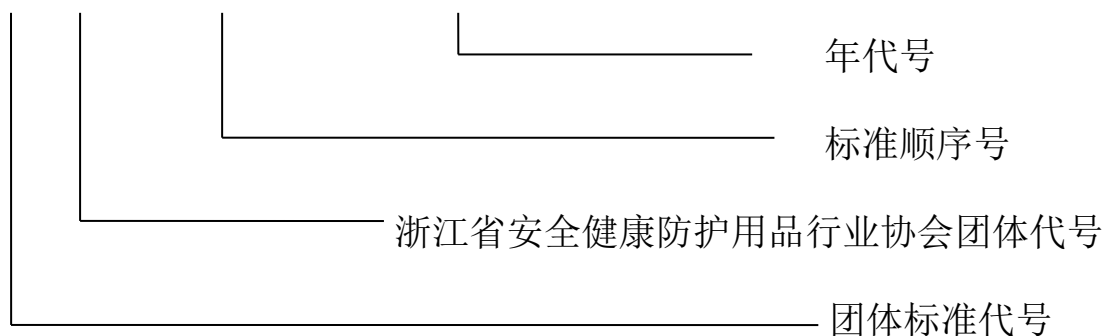 年代号
标准顺序号
浙江省安全健康防护用品行业协会团体代号
团体标准代号